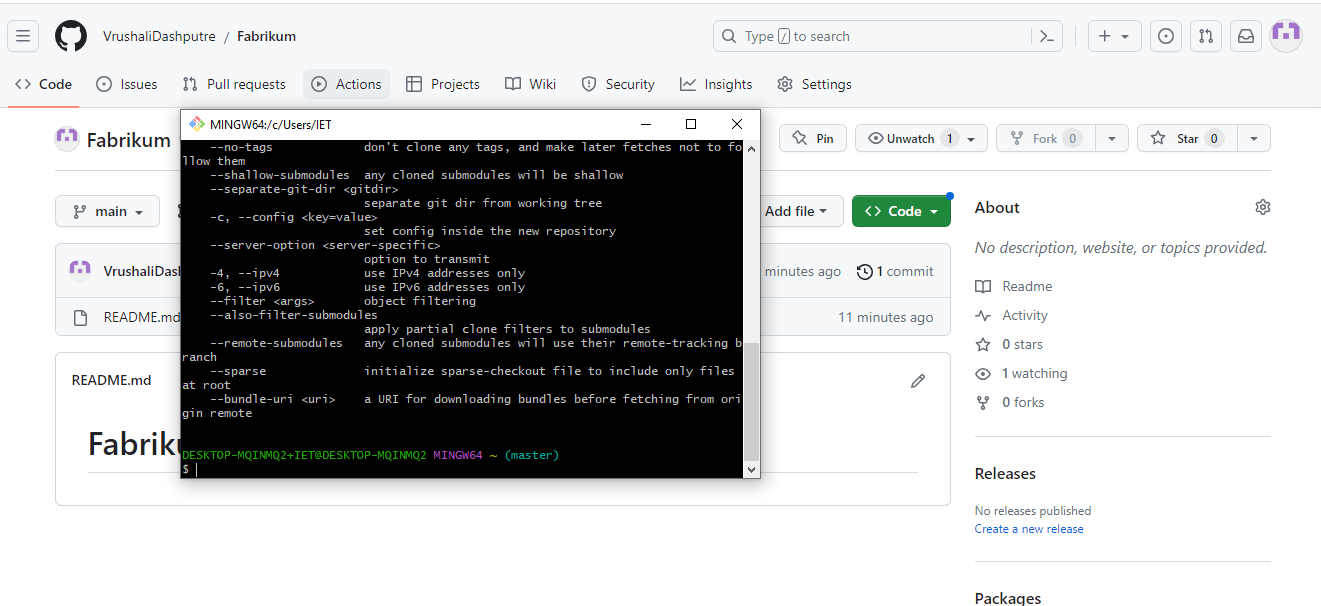 VrushaliDashputre / Fabrikum
Type / to search
Code Issues Pull requests Actions Projects Wiki Security Insights Settings
MINGW64:/c/Users/IET
Fabrikum
Pin Unwatch 1 Fork 0 Star 0
main
Add file
Code
VrushaliDas
minutes ago 1 commit
README.md
11 minutes ago
README.md
Fabriku
--no-tags don't clone any tags, and make later fetches not to fo
llow them
--shallow-submodules any cloned submodules will be shallow
--separate-git-dir <gitdir>
separate git dir from working tree
-c, --config <key=value>
set config inside the new repository
--server-option <server-specific>
option to transmit
-4, --ipv4 use IPv4 addresses only
-6, --ipv6 use IPv6 addresses only
--filter <args> object filtering
--also-filter-submodules
apply partial clone filters to submodules
--remote-submodules any cloned submodules will use their remote-tracking b
ranch
--sparse initialize sparse-checkout file to include only files
at root
--bundle-uri <uri> a URI for downloading bundles before fetching from ori
gin remote
DESKTOP-MQINMQ2+IET@DESKTOP-MQINMQ2 MINGW64 ~ (master)
$
About
No description, website, or topics provided.
Readme
Activity
0 stars
1 watching
0 forks
Releases
No releases published
Create a new release
Packages